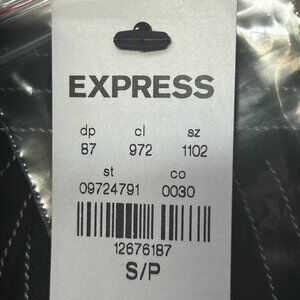 EXPRESS
dp cl sz
87 972 1102
st co
09724791 0030
12676187
S/P